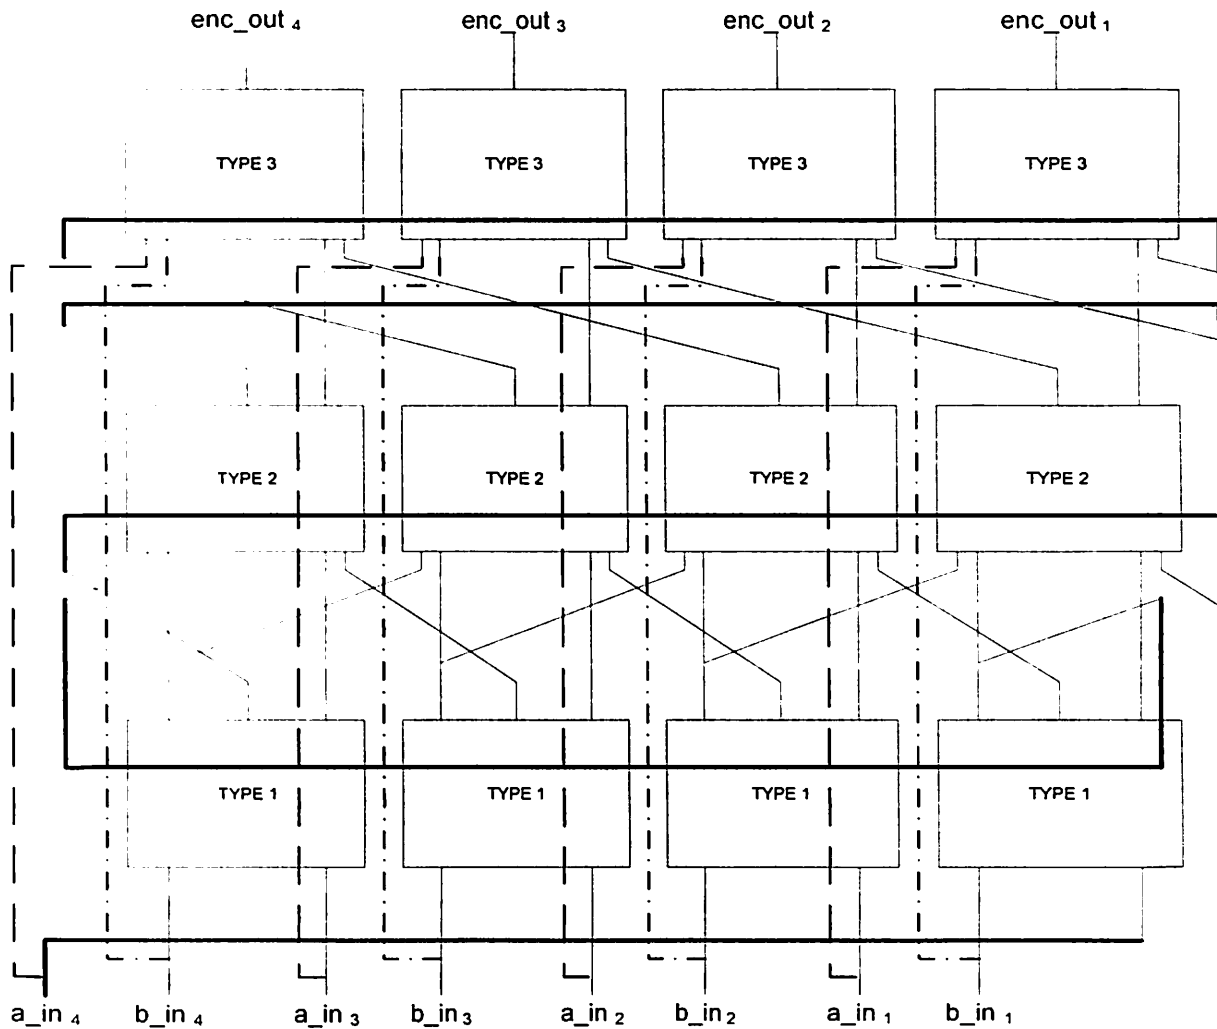 enc_out 4 enc_out 3 enc_out 2 enc_out 1
TYPE 3 TYPE 3 TYPE 3 TYPE 3
TYPE 2 TYPE 2 TYPE 2 TYPE 2
TYPE 1 TYPE 1 TYPE 1 TYPE 1
a_in 4 b_in 4 a_in 3 b_in 3 a_in 2 b_in 2 a_in 1 b_in 1